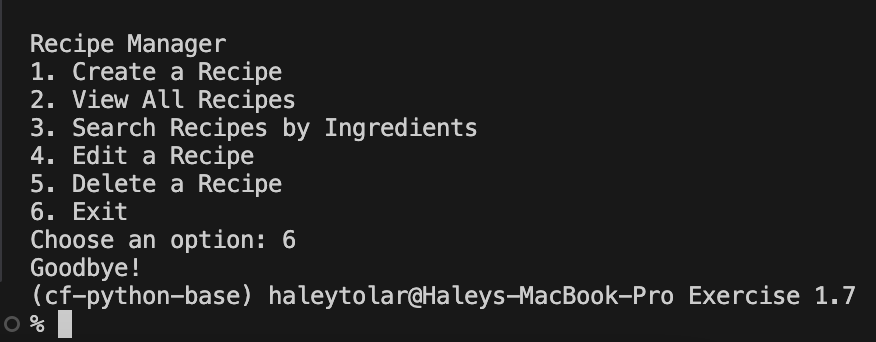 Recipe Manager
1. Create a Recipe
2. View All Recipes
3. Search Recipes by Ingredients
4. Edit a Recipe
5. Delete a Recipe
6. Exit
Choose an option: 6
Goodbye!
(cf-python-base) haleytolar@Haleys-MacBook-Pro Exercise 1.7
%